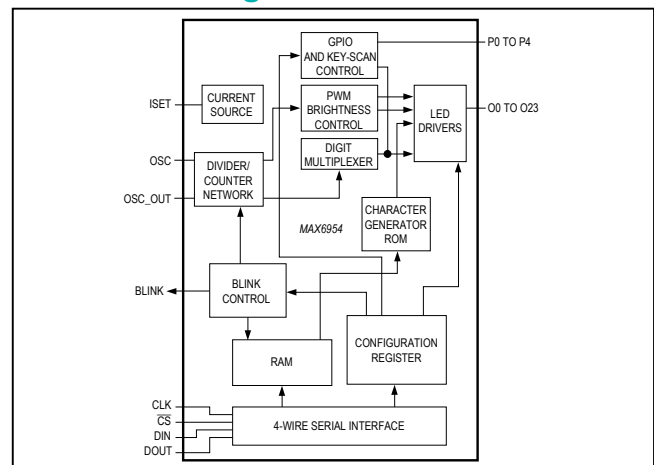 GPIO
AND KEY-SCAN
CONTROL
P0 TO P4
ISET
CURRENT
SOURCE
PWM
BRIGHTNESS
CONTROL
LED
DRIVERS
O0 TO O23
OSC
OSC_OUT
DIVIDER/
COUNTER
NETWORK
DIGIT
MULTIPLEXER
MAX6954
CHARACTER
GENERATOR
ROM
BLINK
BLINK
CONTROL
RAM
CONFIGURATION
REGISTER
CLK
CS
DIN
DOUT
4-WIRE SERIAL INTERFACE